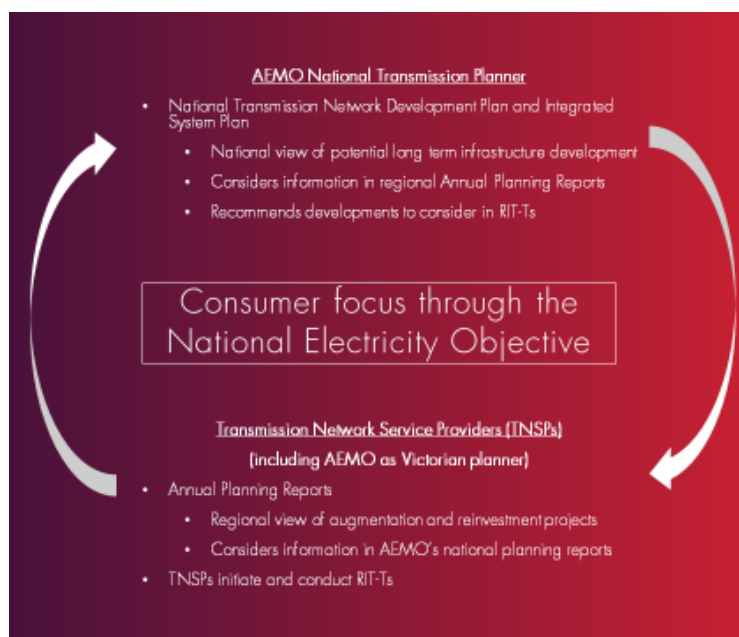 AEMO National Transmission Planner
• National Transmission Network Development Plan and Integrated
System Plan
• National view of potential long term infrastructure development
• Considers information in regional Annual Planning Reports
• Recommends developments to consider in RIT-Ts
Consumer focus through the
National Electricity Objective
Transmission Network Service Providers (TNSPs)
(including AEMO as Victorian planner)
• Annual Planning Reports
• Regional view of augmentation and reinvestment projects
• Considers information in AEMO's national planning reports
• TNSPs initiate and conduct RIT-Ts